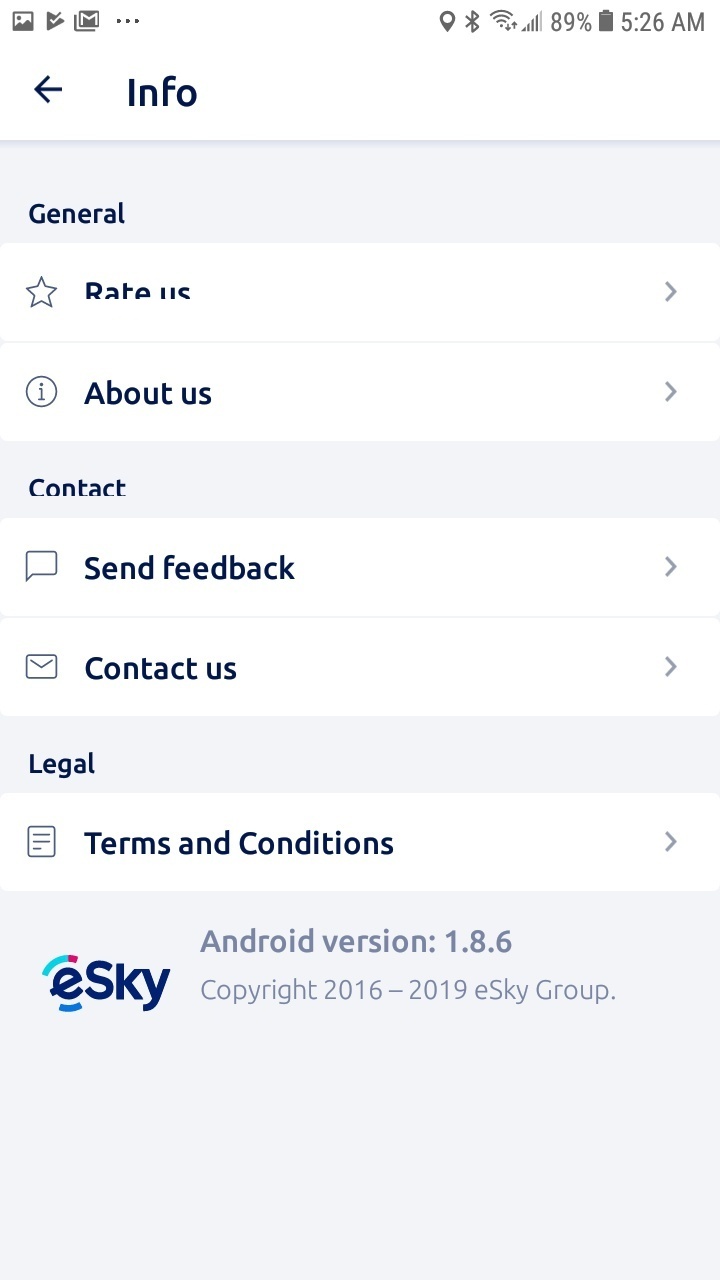 89% 5:26 AM
Info
General
Rate us
About us
Contact
Send feedback
Contact us
Legal
Terms and Conditions
Android version: 1.8.6
eSky
Copyright 2016 – 2019 eSky Group.